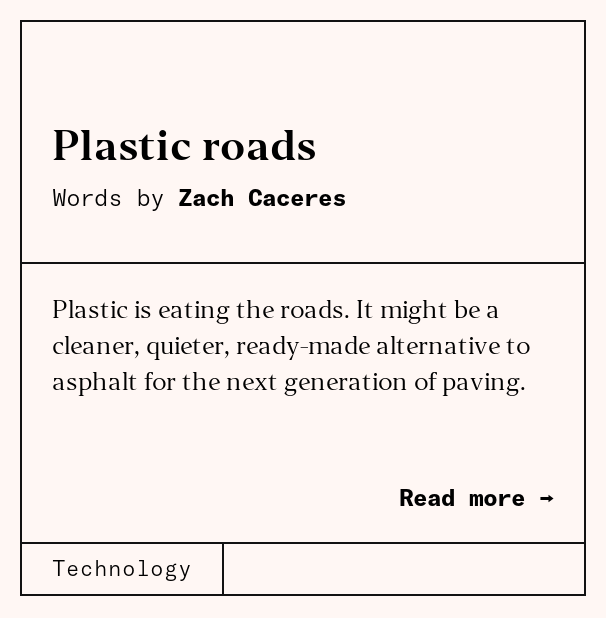 Plastic roads
Words by Zach Caceres
Plastic is eating the roads. It might be a
cleaner, quieter, ready-made alternative to
asphalt for the next generation of paving.
Read more →
Technology